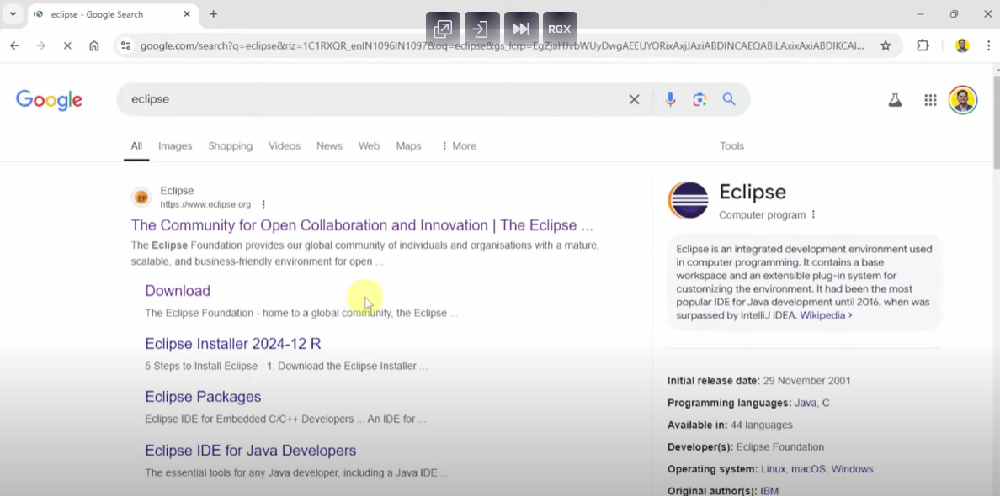 eclipse - Google Search
RGX
google.com/search?q=eclipse&rlz=1C1RXQR_enIN1096IN1097&oq=eclipse&gs_lcrp=
Google
eclipse
All Images Shopping Videos News Web Maps More Tools
Eclipse
https://www.eclipse.org
The Community for Open Collaboration and Innovation | The Eclipse ...
The Eclipse Foundation provides our global community of individuals and organisations with a mature,
scalable, and business-friendly environment for open ...
Download
The Eclipse Foundation - home to a global community, the Eclipse ...
Eclipse Installer 2024-12 R
5 Steps to Install Eclipse · 1. Download the Eclipse Installer ...
Eclipse Packages
Eclipse IDE for Embedded C/C++ Developers ... An IDE for ...
Eclipse IDE for Java Developers
The essential tools for any Java developer, including a Java IDE ...
Eclipse
Computer program
Eclipse is an integrated development environment used
in computer programming. It contains a base
workspace and an extensible plug-in system for
customizing the environment. It had been the most
popular IDE for Java development until 2016, when was
surpassed by IntelliJ IDEA. Wikipedia >
Initial release date: 29 November 2001
Programming languages: Java, C
Available in: 44 languages
Developer(s): Eclipse Foundation
Operating system: Linux, macOS, Windows
Original author(s): IBM